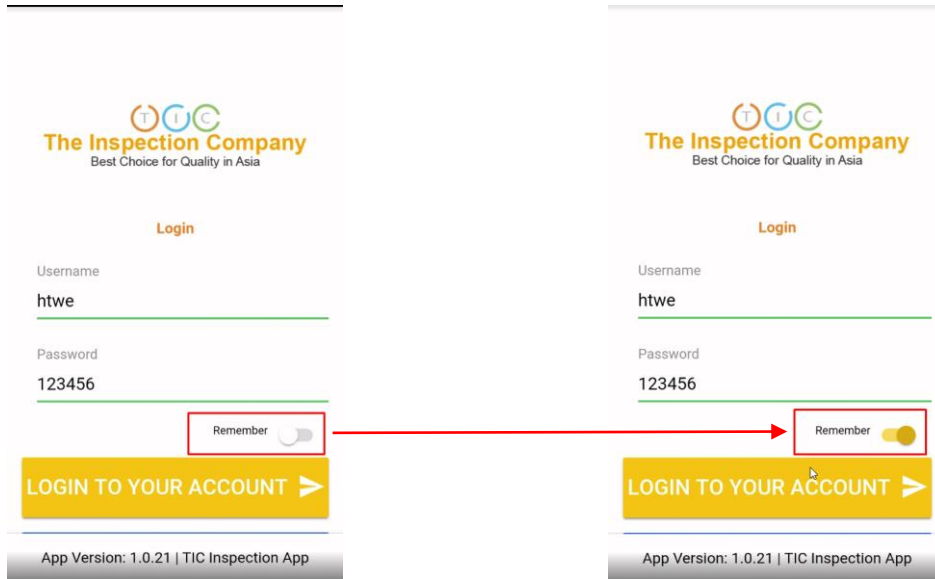 T I C
The Inspection Company
Best Choice for Quality in Asia
Login
Username
htwe
Password
123456
Remember
LOGIN TO YOUR ACCOUNT
App Version: 1.0.21 | TIC Inspection App
T I C
The Inspection Company
Best Choice for Quality in Asia
Login
Username
htwe
Password
123456
Remember
LOGIN TO YOUR ACCOUNT
App Version: 1.0.21 | TIC Inspection App